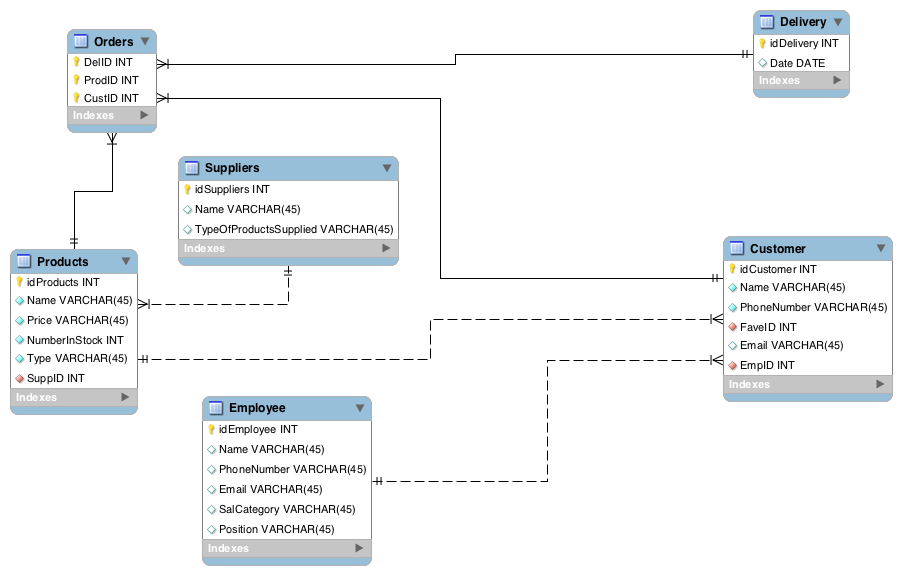 Orders
DelID INT
ProdID INT
CustID INT
Indexes
Delivery
idDelivery INT
Date DATE
Indexes
Suppliers
idSuppliers INT
Name VARCHAR(45)
TypeOfProductsSupplied VARCHAR(45)
Indexes
Products
idProducts INT
Name VARCHAR(45)
Price VARCHAR(45)
NumberInStock INT
Type VARCHAR(45)
SuppID INT
Indexes
Customer
idCustomer INT
Name VARCHAR(45)
PhoneNumber VARCHAR(45)
FaveID INT
Email VARCHAR(45)
EmpID INT
Indexes
Employee
idEmployee INT
Name VARCHAR(45)
PhoneNumber VARCHAR(45)
Email VARCHAR(45)
SalCategory VARCHAR(45)
Position VARCHAR(45)
Indexes